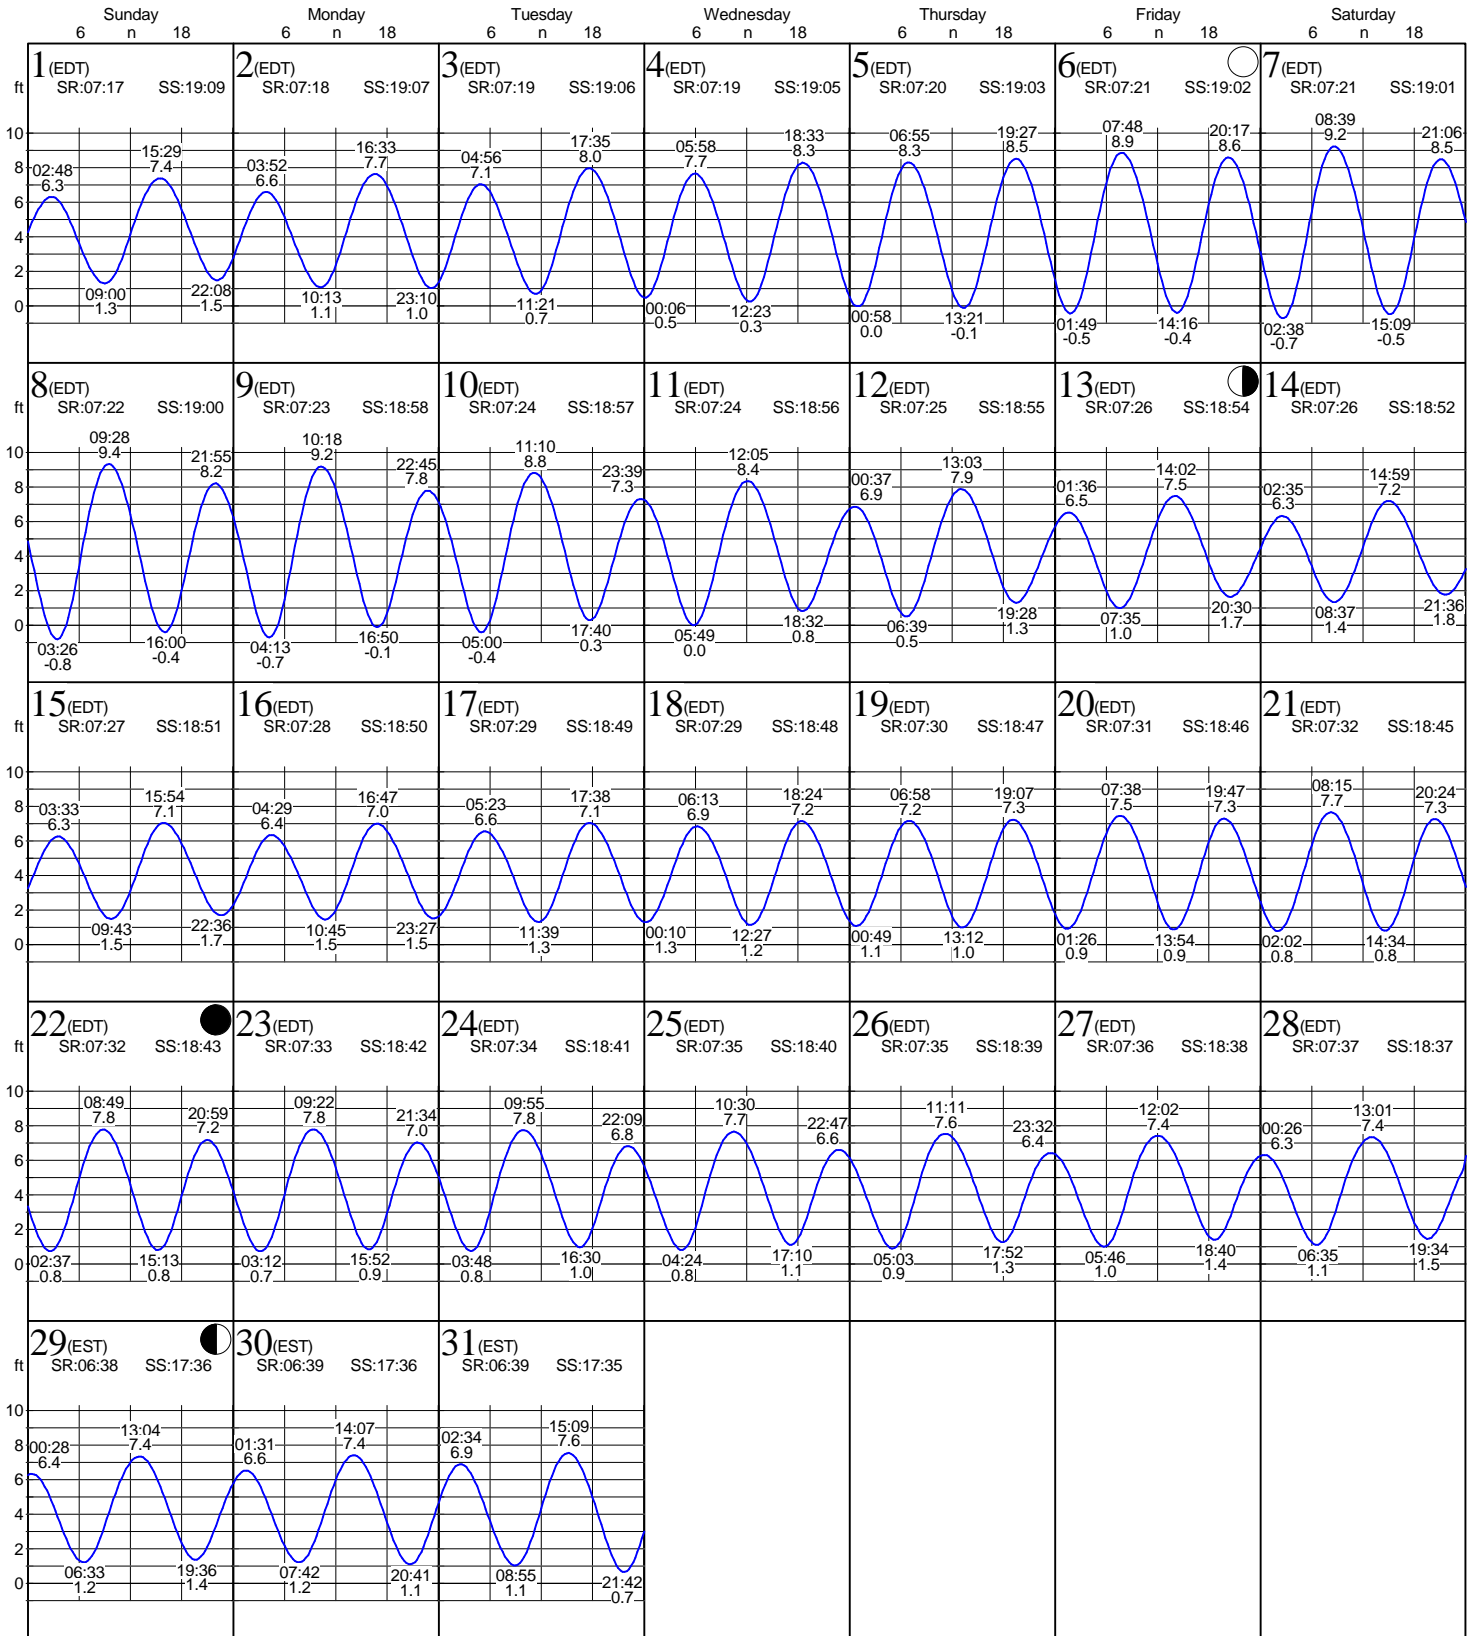 Sunday Monday Tuesday Wednesday Thursday Friday Saturday
6 n 18 6 n 18 6 n 18 6 n 18 6 n 18 6 n 18 6 n 18
1(EDT) 2(EDT) 3(EDT) 4(EDT) 5(EDT) 6(EDT) 7(EDT)
ft SR:07:17 SS:19:09 SR:07:18 SS:19:07 SR:07:19 SS:19:06 SR:07:19 SS:19:05 SR:07:20 SS:19:03 SR:07:21 SS:19:02 SR:07:21 SS:19:01
10
8
6
4
2
0
02:48 6.3 09:00 1.3 15:29 7.4 22:08 1.5
03:52 6.6 10:13 1.1 16:33 7.7 23:10 1.0
04:56 7.1 11:21 0.7 17:35 8.0
00:06 0.5 05:58 7.7 12:23 0.3 18:33 8.3
00:58 0.0 06:55 8.3 13:21 -0.1 19:27 8.5
01:49 -0.5 07:48 8.9 14:16 -0.4 20:17 8.6
02:38 -0.7 08:39 9.2 15:09 -0.5 21:06 8.5
8(EDT) 9(EDT) 10(EDT) 11(EDT) 12(EDT) 13(EDT) 14(EDT)
ft SR:07:22 SS:19:00 SR:07:23 SS:18:58 SR:07:24 SS:18:57 SR:07:24 SS:18:56 SR:07:25 SS:18:55 SR:07:26 SS:18:54 SR:07:26 SS:18:52
10
8
6
4
2
0
03:26 -0.8 09:28 9.4 16:00 -0.4 21:55 8.2
04:13 -0.7 10:18 9.2 16:50 -0.1 22:45 7.8
05:00 -0.4 11:10 8.8 17:40 0.3 23:39 7.3
05:49 0.0 12:05 8.4 18:32 0.8
00:37 6.9 06:39 0.5 13:03 7.9 19:28 1.3
01:36 6.5 07:35 1.0 14:02 7.5 20:30 1.7
02:35 6.3 08:37 1.4 14:59 7.2 21:36 1.8
15(EDT) 16(EDT) 17(EDT) 18(EDT) 19(EDT) 20(EDT) 21(EDT)
ft SR:07:27 SS:18:51 SR:07:28 SS:18:50 SR:07:29 SS:18:49 SR:07:29 SS:18:48 SR:07:30 SS:18:47 SR:07:31 SS:18:46 SR:07:32 SS:18:45
10
8
6
4
2
0
03:33 6.3 09:43 1.5 15:54 7.1 22:36 1.7
04:29 6.4 10:45 1.5 16:47 7.0 23:27 1.5
05:23 6.6 11:39 1.3 17:38 7.1
00:10 1.3 06:13 6.9 12:27 1.2 18:24 7.2
00:49 1.1 06:58 7.2 13:12 1.0 19:07 7.3
01:26 0.9 07:38 7.5 13:54 0.9 19:47 7.3
02:02 0.8 08:15 7.7 14:34 0.8 20:24 7.3
22(EDT) 23(EDT) 24(EDT) 25(EDT) 26(EDT) 27(EDT) 28(EDT)
ft SR:07:32 SS:18:43 SR:07:33 SS:18:42 SR:07:34 SS:18:41 SR:07:35 SS:18:40 SR:07:35 SS:18:39 SR:07:36 SS:18:38 SR:07:37 SS:18:37
10
8
6
4
2
0
02:37 0.8 08:49 7.8 15:13 0.8 20:59 7.2
03:12 0.7 09:22 7.8 15:52 0.9 21:34 7.0
03:48 0.8 09:55 7.8 16:30 1.0 22:09 6.8
04:24 0.8 10:30 7.7 17:10 1.1 22:47 6.6
05:03 0.9 11:11 7.6 17:52 1.3 23:32 6.4
05:46 1.0 12:02 7.4 18:40 1.4
00:26 6.3 06:35 1.1 13:01 7.4 19:34 1.5
29(EST) 30(EST) 31(EST)
ft SR:06:38 SS:17:36 SR:06:39 SS:17:36 SR:06:39 SS:17:35
10
8
6
4
2
0
00:28 6.4 06:33 1.2 13:04 7.4 19:36 1.4
01:31 6.6 07:42 1.2 14:07 7.4 20:41 1.1
02:34 6.9 08:55 1.1 15:09 7.6 21:42 0.7